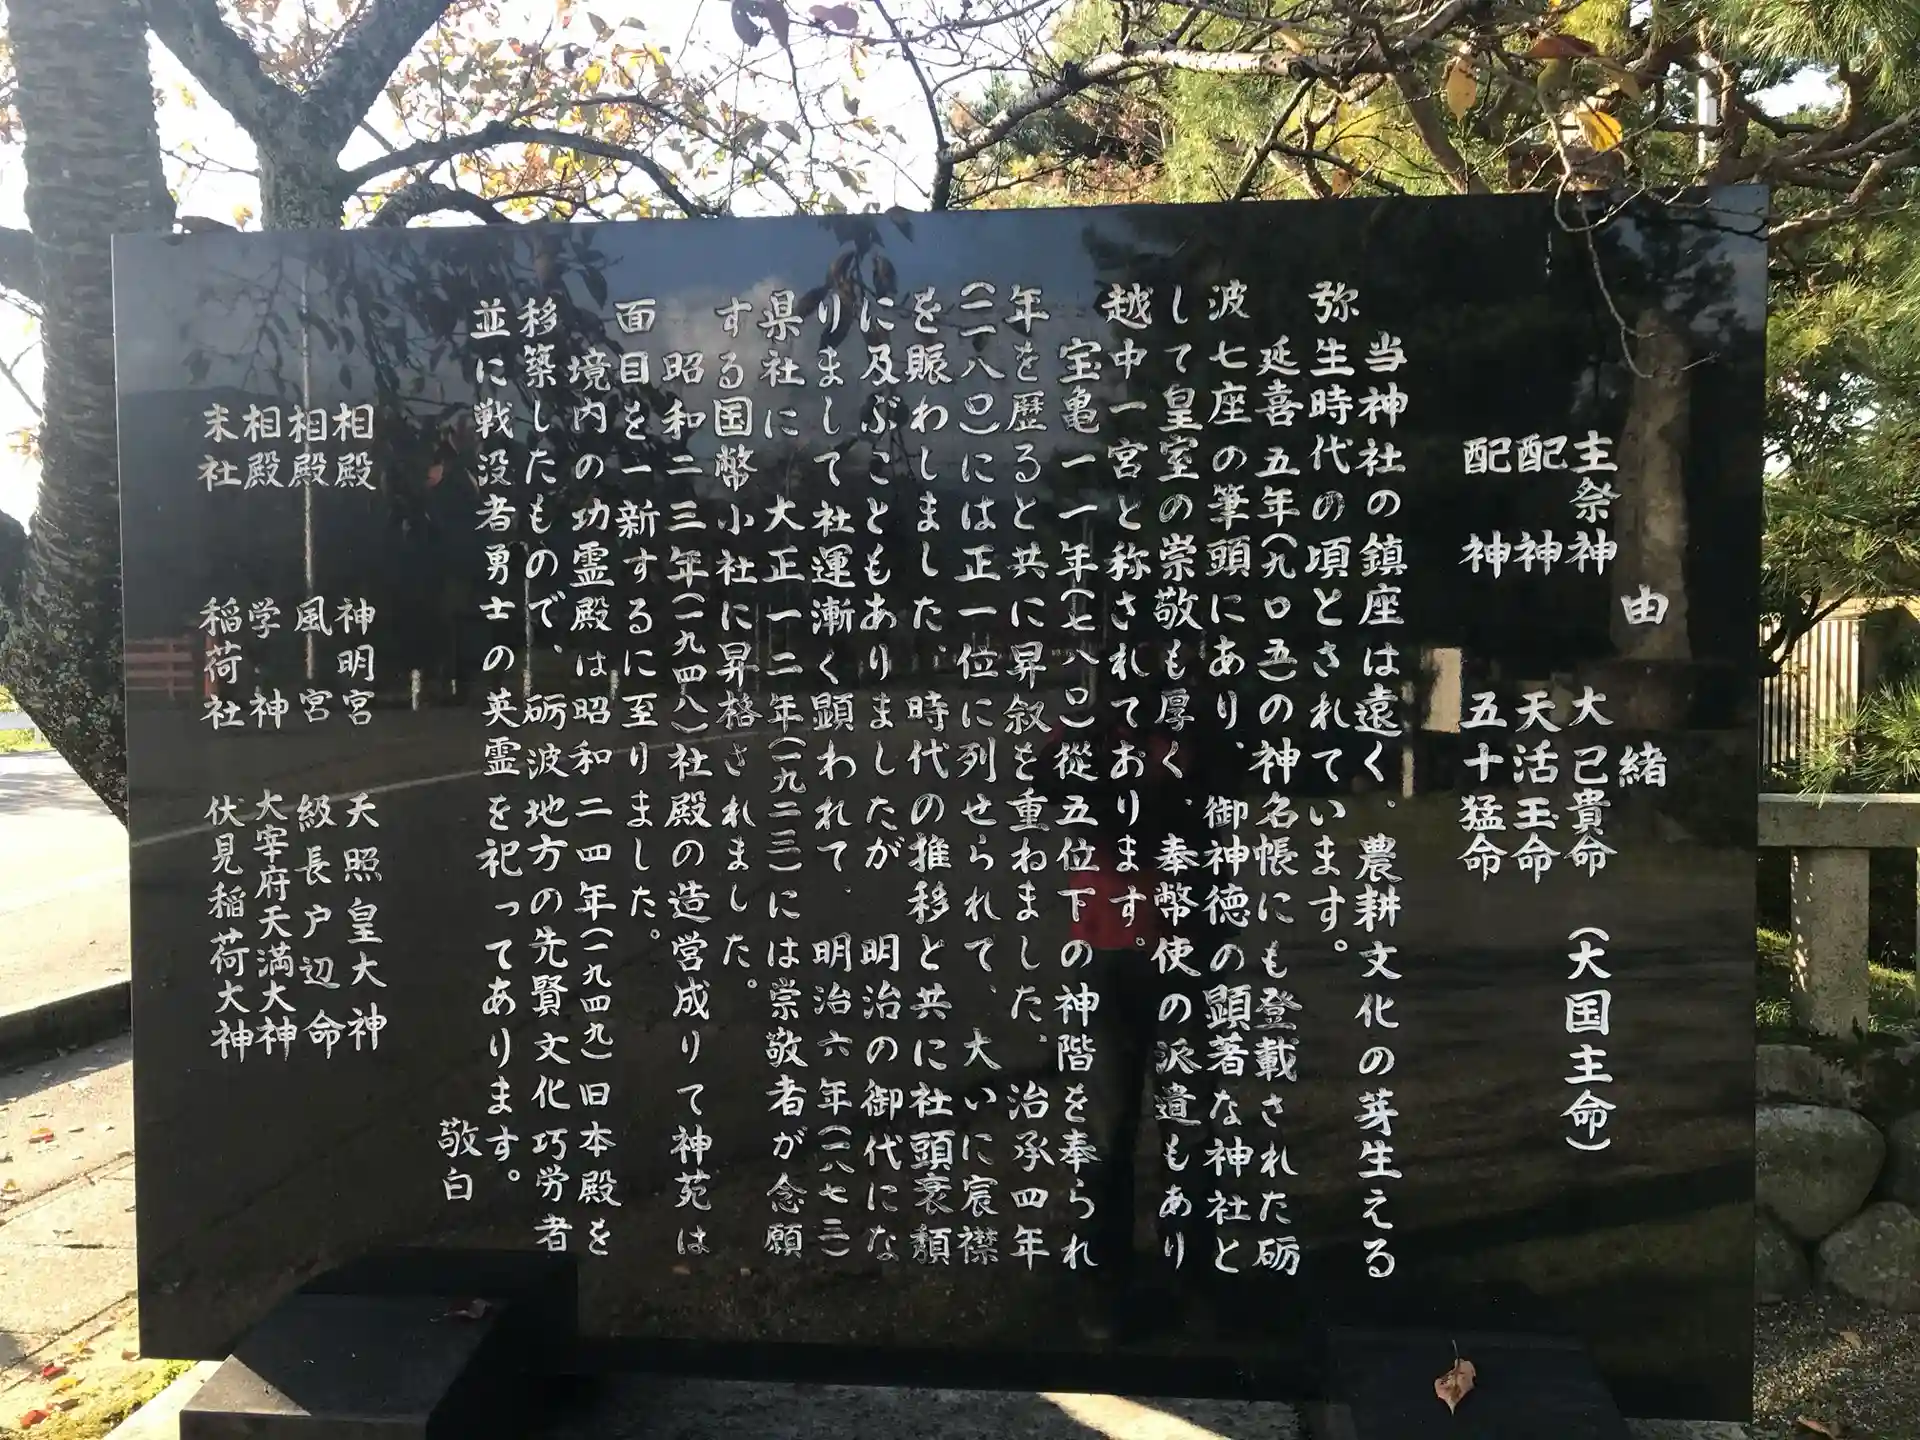 由緒
主祭神 大己貴命 (大国主命)
配神 天活玉命
配神 五十猛命
当神社の鎮座は遠く、農耕文化の芽生える
弥生時代の頃とされています。
延喜五年(九〇五)の神名帳にも登載された砺
波七座の筆頭にあり、御神徳の顕著な神社と
して皇室の崇敬も厚く、奉幣使の派遣もあり
越中一宮と称されております。
宝亀一一年(七八〇)従五位下の神階を奉られ
年を歴ると共に昇叙を重ねました、治承四年
(一一八〇)には正一位に列せられて、大いに宸襟
を賑わしました、時代の推移と共に社頭衰頽
に及ぶこともありましたが 明治の御代にな
りまして社運漸く顕われて、明治六年(一八七三)
県社に 大正一二年(一九二三)には崇敬者が念願
する国幣小社に昇格されました。
昭和二三年(一九四八)社殿の造営成りて神苑は
面目を一新するに至りました。
境内の功霊殿は昭和二四年(一九四九)旧本殿を
移築したもので、砺波地方の先賢文化巧労者
並に戦没者勇士の英霊を祀ってあります。
敬白
相殿 神明宮 天照皇大神
相殿 風宮 級長戸辺命
相殿 学神 大宰府天満大神
末社 稲荷社 伏見稲荷大神